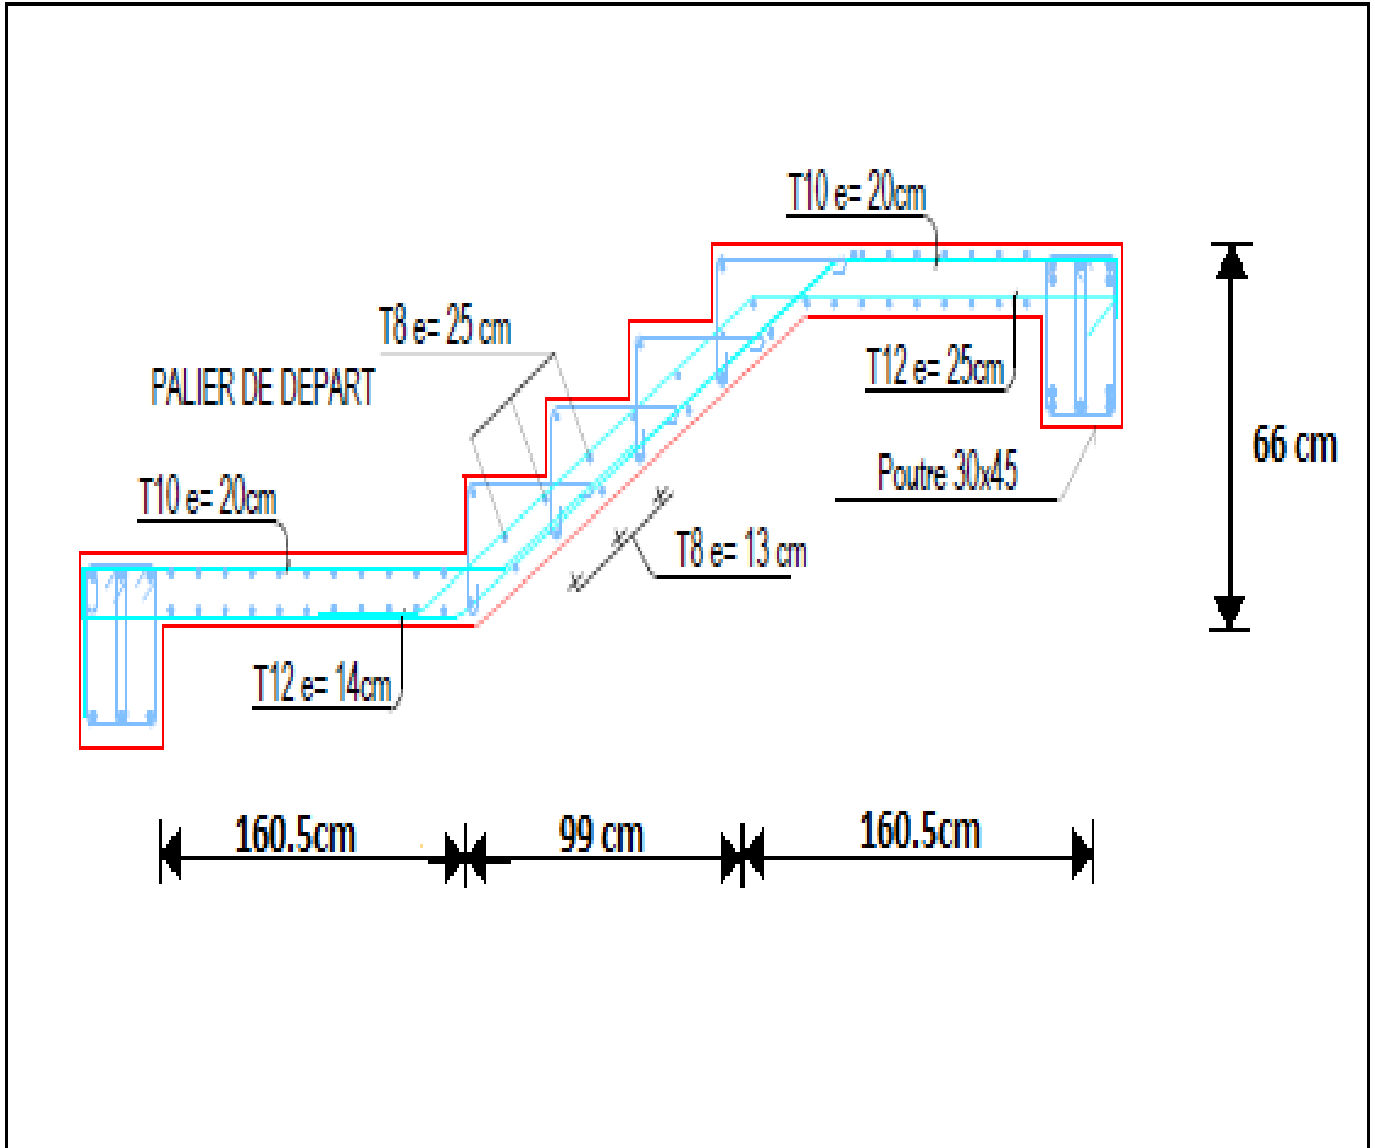 T10 e= 20cm
T8 e= 25 cm
PALIER DE DEPART
T12 e= 25cm
66 cm
Poutre 30x45
T10 e= 20cm
T8 e= 13 cm
T12 e= 14cm
160.5cm
99 cm
160.5cm